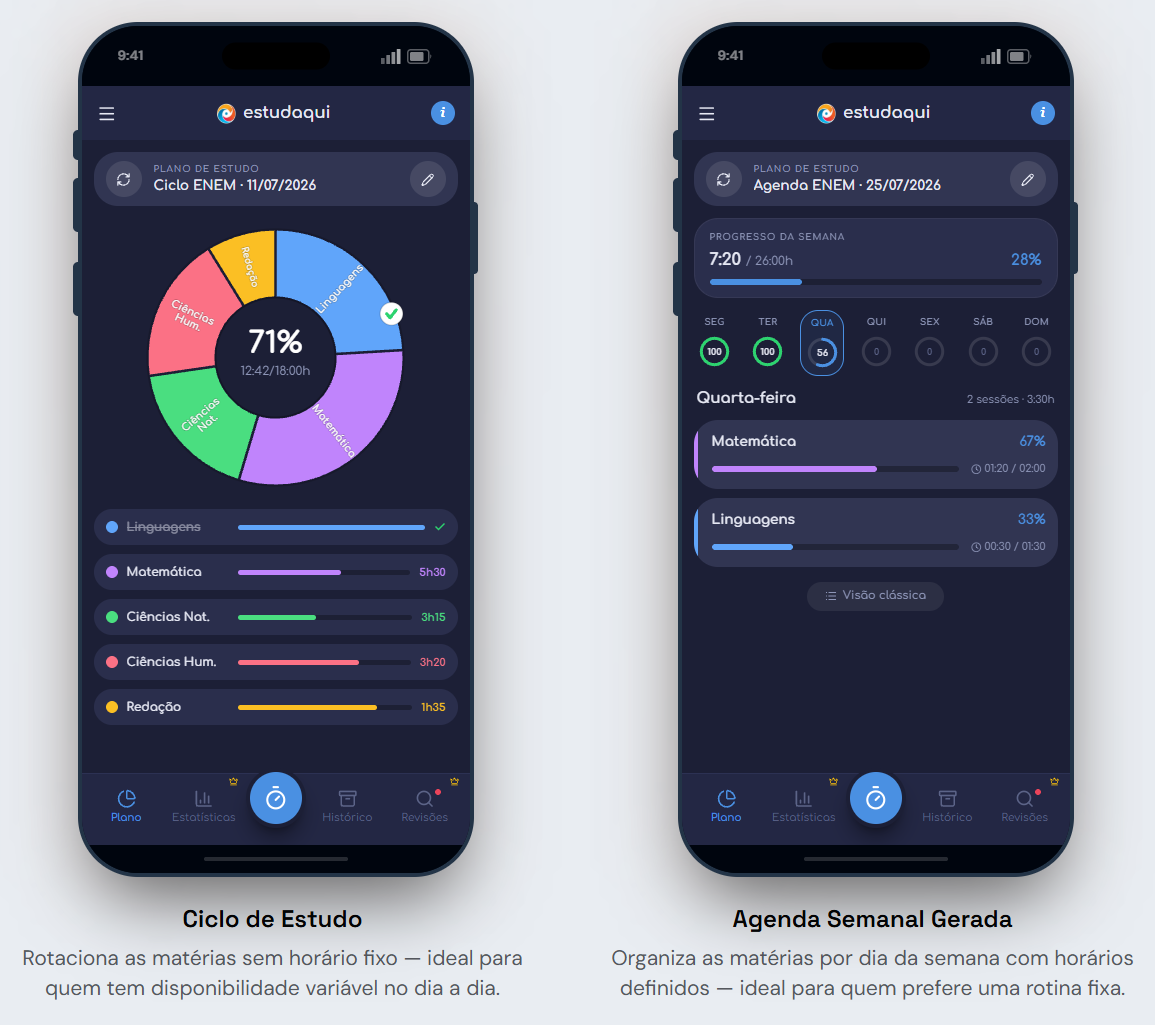 9:41
estudaqui
i
PLANO DE ESTUDO
Ciclo ENEM · 11/07/2026
Redação
Linguagens
Ciências
Hum.
71%
12:42/18:00h
Ciências
Nat.
Matemática
Linguagens
Matemática
5h30
Ciências Nat.
3h15
Ciências Hum.
3h20
Redação
1h35
Plano
Estatísticas
Histórico
Revisões
Ciclo de Estudo
Rotaciona as matérias sem horário fixo — ideal para
quem tem disponibilidade variável no dia a dia.
9:41
estudaqui
i
PLANO DE ESTUDO
Agenda ENEM · 25/07/2026
PROGRESSO DA SEMANA
7:20 / 26:00h 28%
SEG TER QUA QUI SEX SÁB DOM
100 100 56 0 0 0 0
Quarta-feira 2 sessões · 3:30h
Matemática 67%
01:20 / 02:00
Linguagens 33%
00:30 / 01:30
Visão clássica
Plano
Estatísticas
Histórico
Revisões
Agenda Semanal Gerada
Organiza as matérias por dia da semana com horários
definidos — ideal para quem prefere uma rotina fixa.